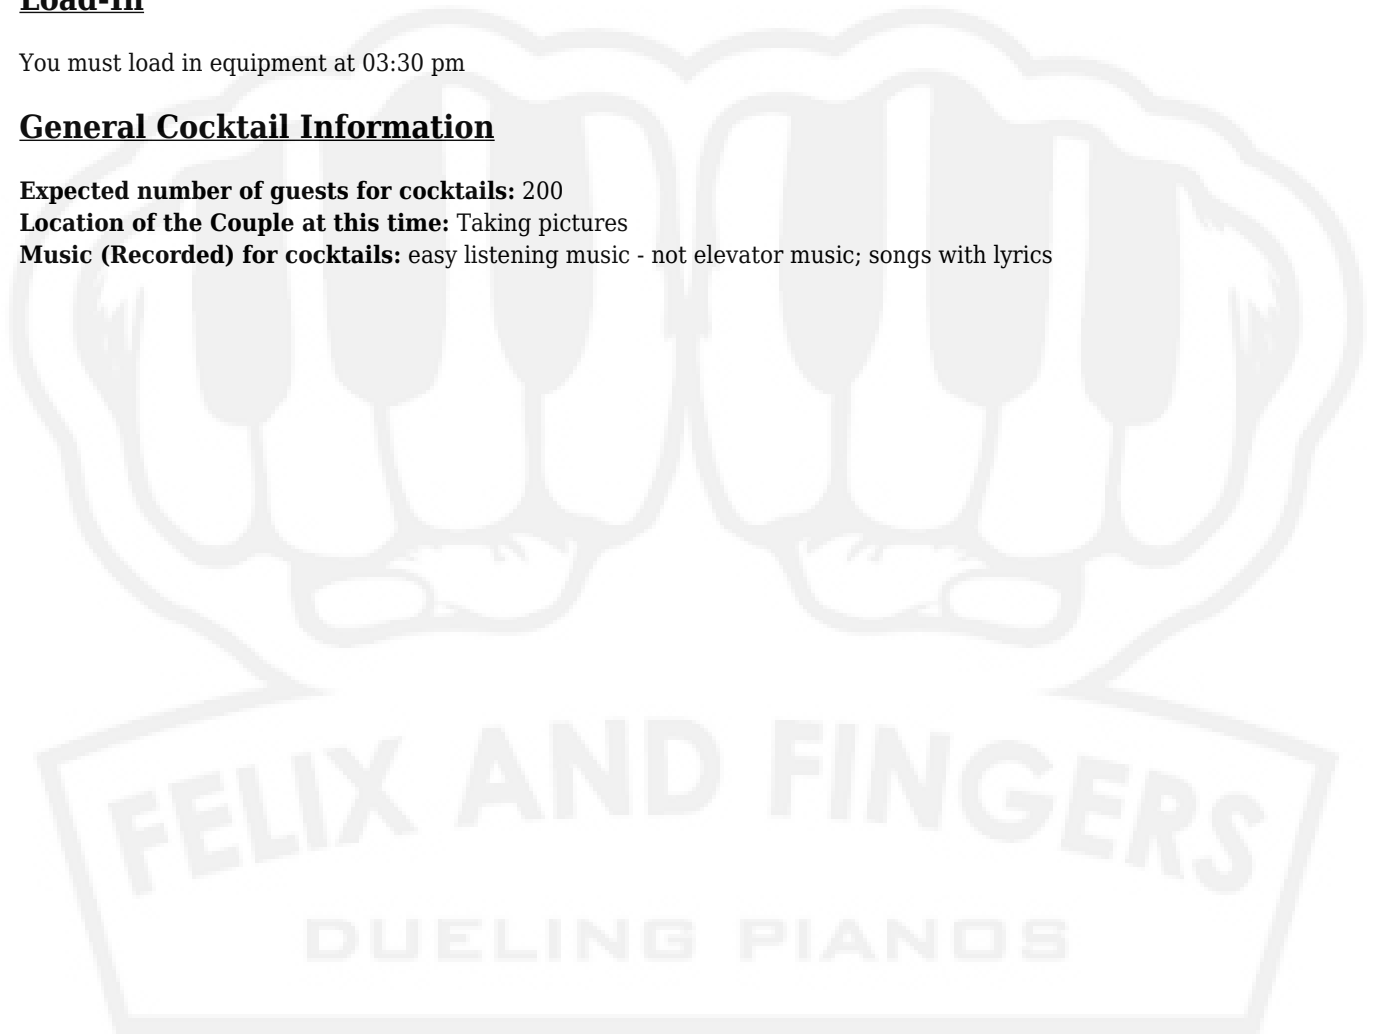 Load-In
You must load in equipment at 03:30 pm
General Cocktail Information
Expected number of guests for cocktails: 200
Location of the Couple at this time: Taking pictures
Music (Recorded) for cocktails: easy listening music - not elevator music; songs with lyrics
FELIX AND FINGERS
DUELING PIANOS